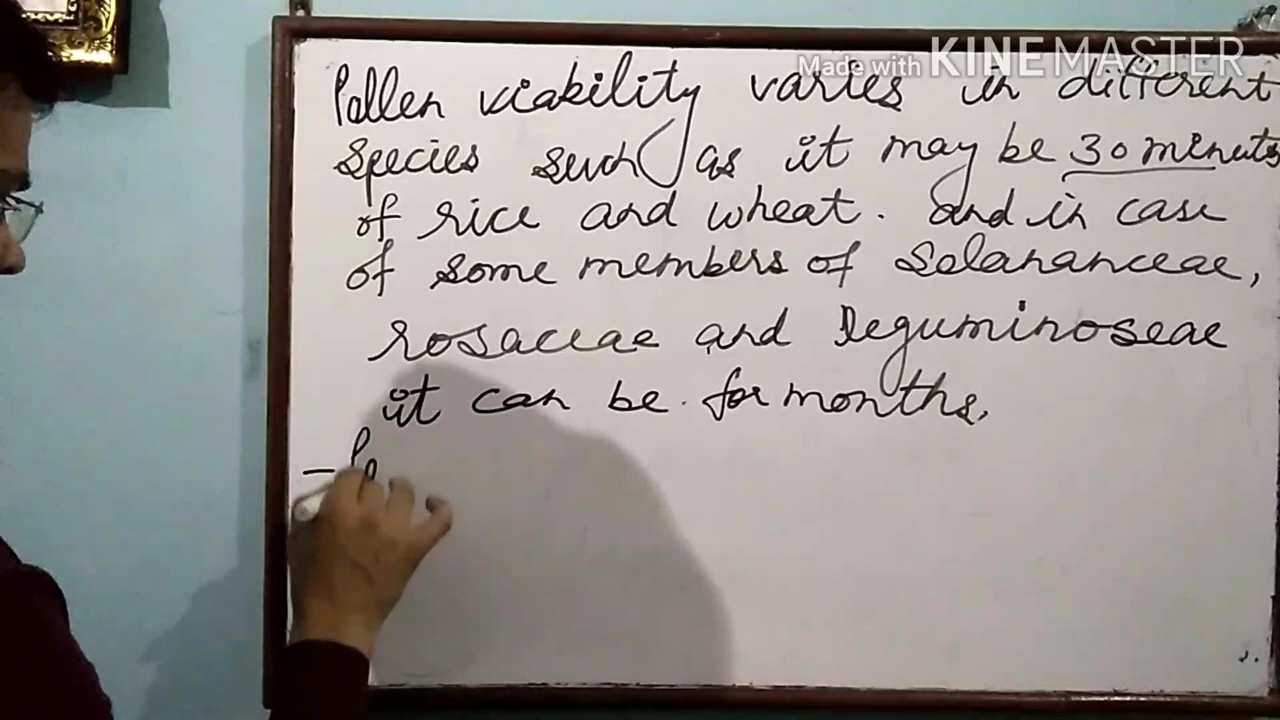 Made with KINEMASTER
Pollen viability varies in different
species such as it may be 30 minuts
of rice and wheat. and in case
of some members of Solananceae,
rosaceae and Leguminoseae
it can be for months.
– Po